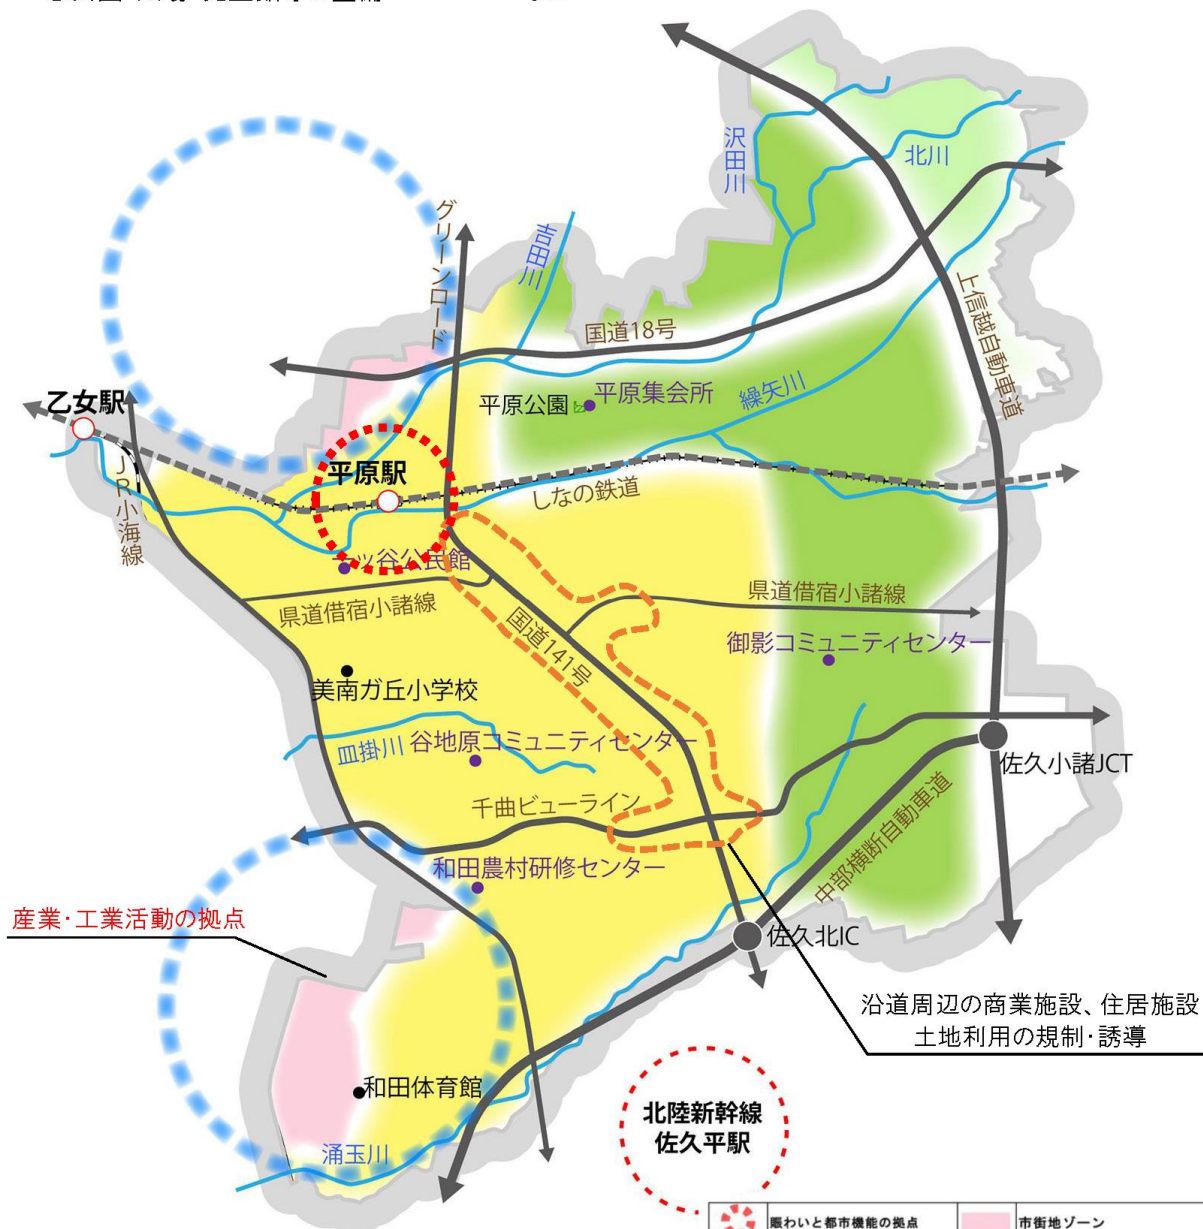 沢田川
北川
グリーンロード
吉田川
上信越自動車道
国道18号
乙女駅
平原公園
平原集会所
繰矢川
平原駅
JR小海線
しなの鉄道
一ッ谷公民館
県道借宿小諸線
県道借宿小諸線
国道141号
御影コミュニティセンター
美南ガ丘小学校
皿掛川
谷地原コミュニティセンター
佐久小諸JCT
千曲ビューライン
中部横断自動車道
和田農村研修センター
産業・工業活動の拠点
佐久北IC
沿道周辺の商業施設、住居施設
土地利用の規制・誘導
和田体育館
北陸新幹線
佐久平駅
涌玉川
賑わいと都市機能の拠点
市街地ゾーン